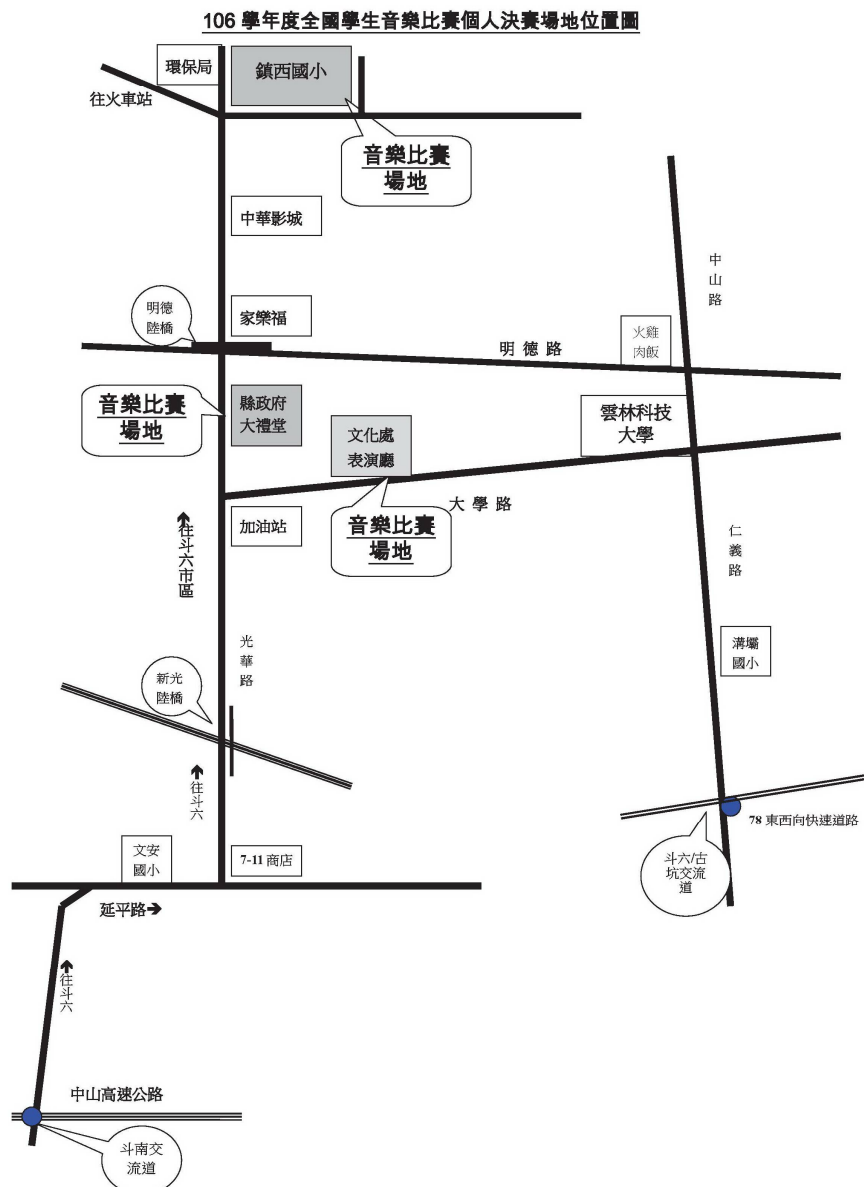 106 學年度全國學生音樂比賽個人決賽場地位置圖
環保局
鎮西國小
往火車站
音樂比賽
場地
中華影城
中山路
明德
陸橋
家樂福
火雞
肉飯
明德路
音樂比賽
場地
縣政府
大禮堂
文化處
表演廳
雲林科技
大學
大學路
加油站
音樂比賽
場地
↑往斗六市區
仁義路
光華路
溝壩
國小
新光
陸橋
↑往斗六
78 東西向快速道路
文安
國小
7-11 商店
斗六/古
坑交流
道
延平路→
↑往斗六
中山高速公路
斗南交
流道